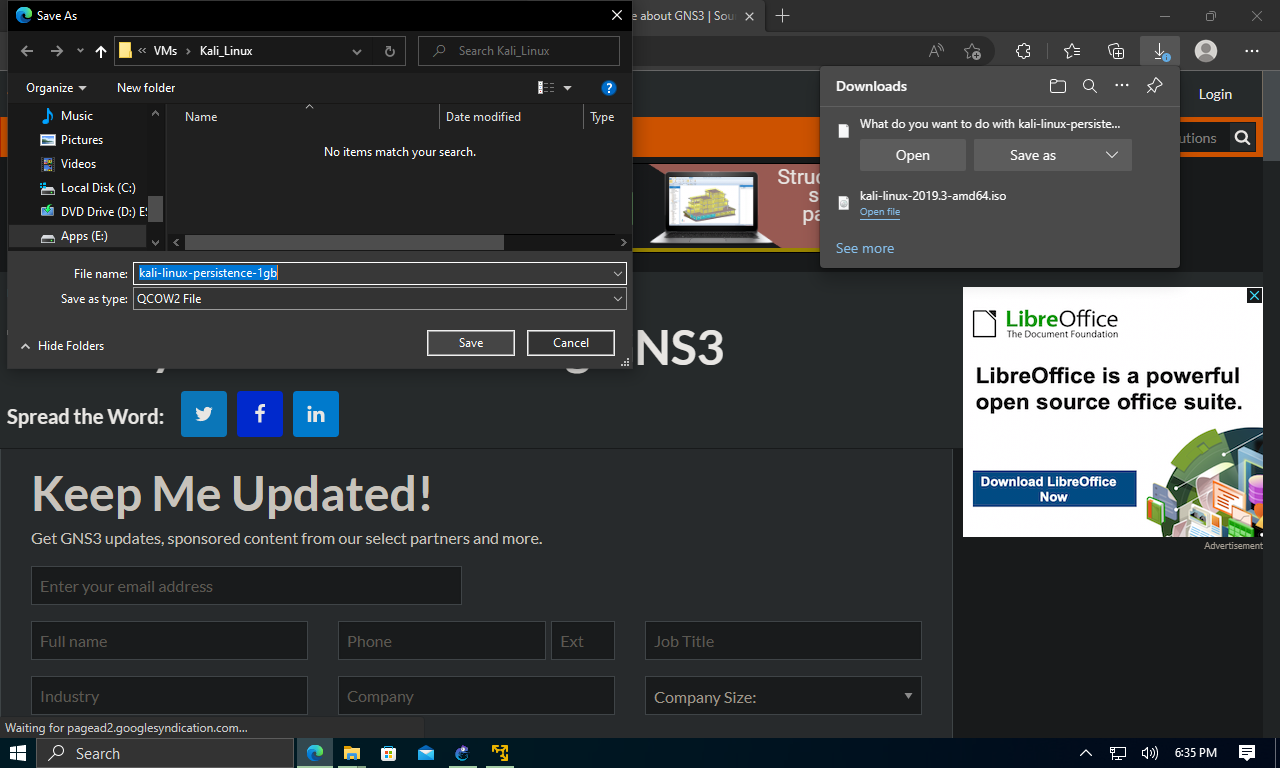 Save As
e about GNS3 | Sou
VMs
Kali_Linux
Search Kali_Linux
Organize
New folder
Music
Pictures
Videos
Local Disk (C:)
DVD Drive (D:) E:
Apps (E:)
Name
Date modified
Type
No items match your search.
File name:
kali-linux-persistence-1gb
Save as type:
QCOW2 File
Hide Folders
Save
Cancel
Downloads
What do you want to do with kali-linux-persiste...
Open
Save as
kali-linux-2019.3-amd64.iso
Open file
See more
Login
utions
Struc
s
pa
NS3
Spread the Word:
Keep Me Updated!
Get GNS3 updates, sponsored content from our select partners and more.
Enter your email address
Full name
Phone
Ext
Job Title
Industry
Company
Company Size:
LibreOffice
The Document Foundation
LibreOffice is a powerful
open source office suite.
Download LibreOffice
Now
Advertisement
Waiting for pagead2.googlesyndication.com...
Search
6:35 PM